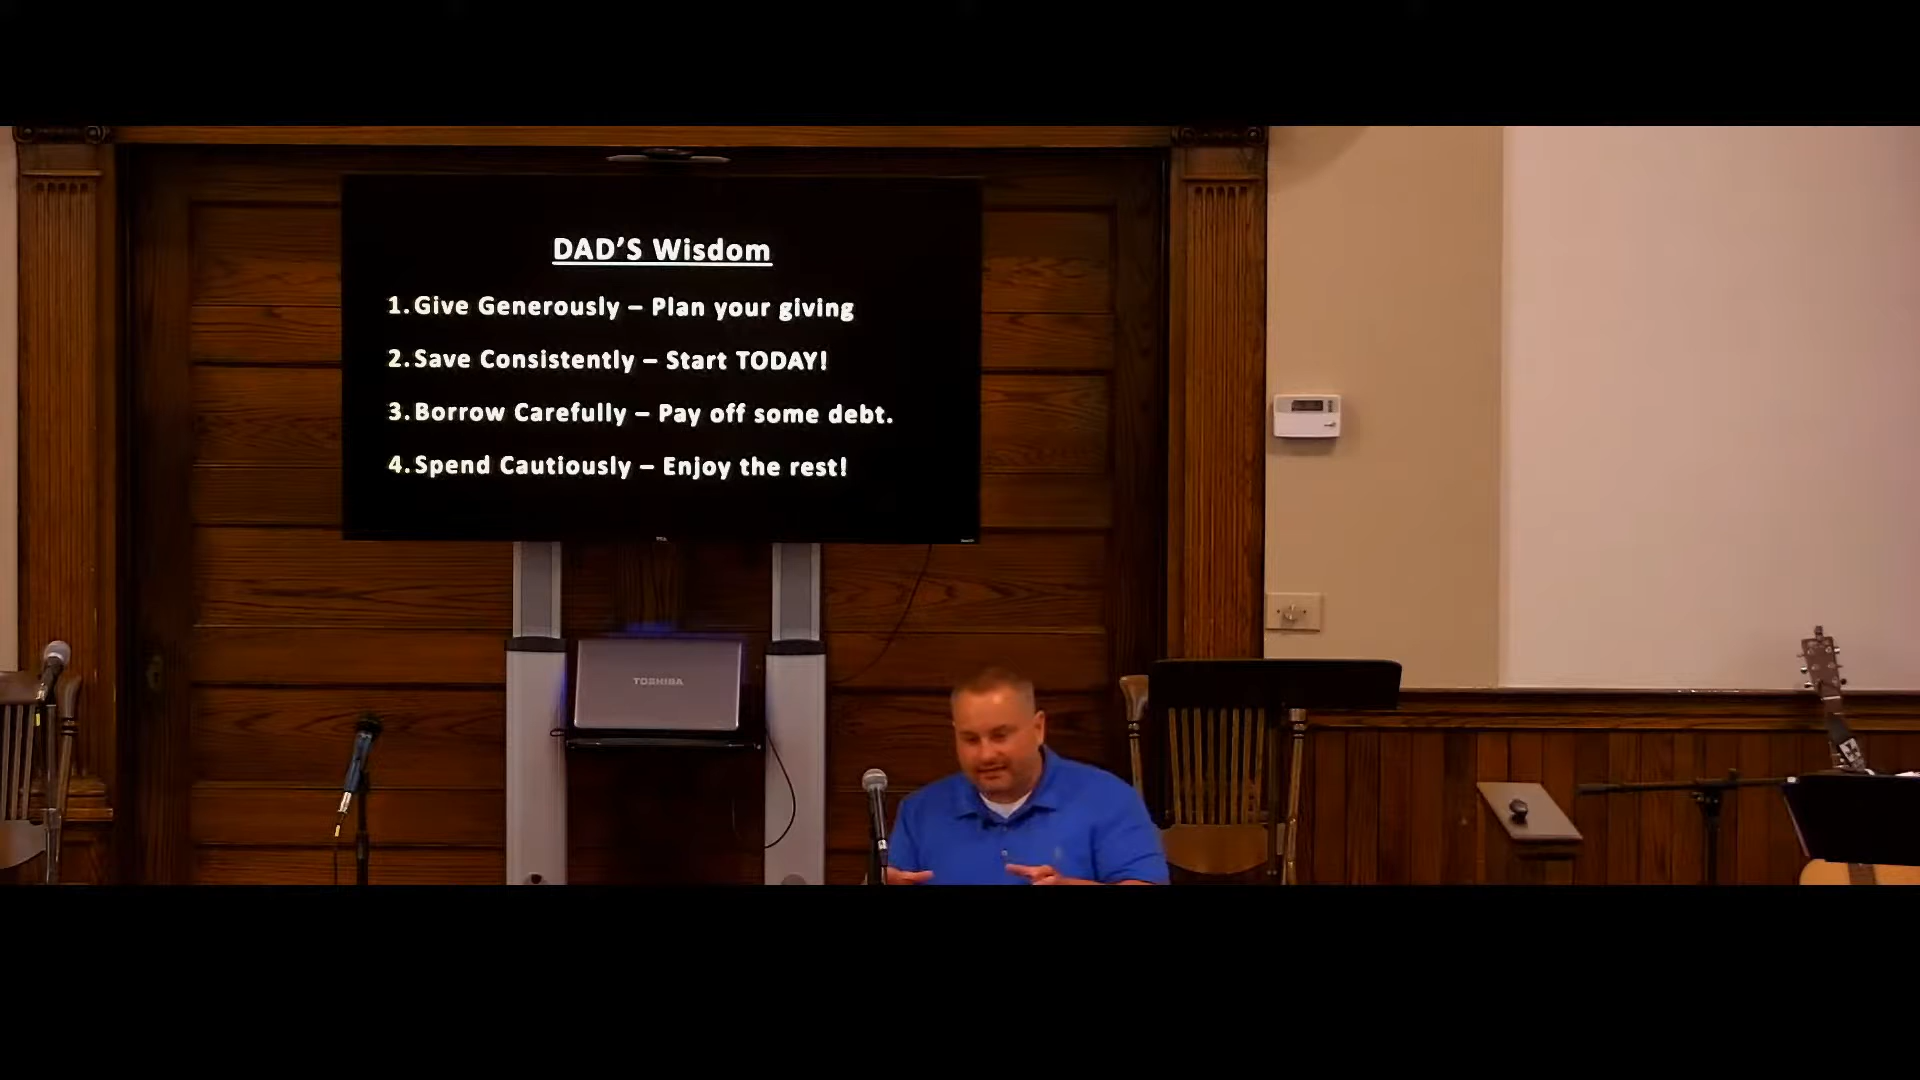 DAD'S Wisdom
1. Give Generously – Plan your giving
2. Save Consistently – Start TODAY!
3. Borrow Carefully – Pay off some debt.
4. Spend Cautiously – Enjoy the rest!
TOSHIBA